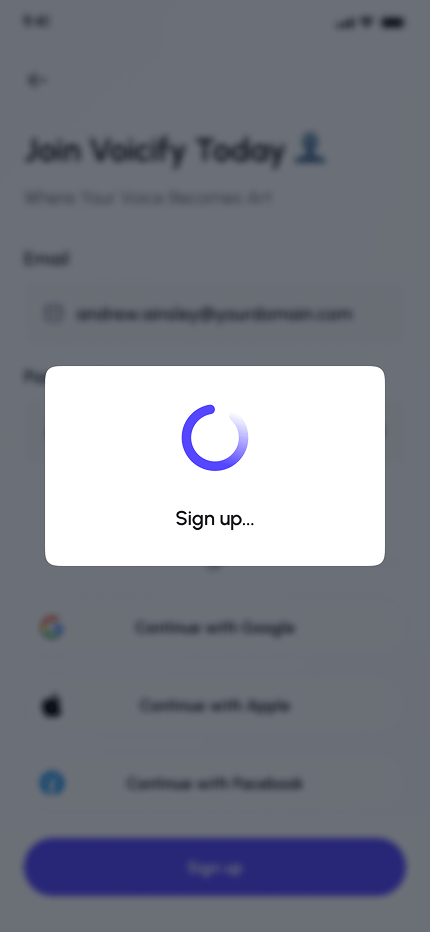 9:41
Join Voicify Today
Where Your Voice Becomes Art
Email
andrew.ainsley@yourdomain.com
Sign up...
Continue with Google
Continue with Apple
Continue with Facebook
Sign up